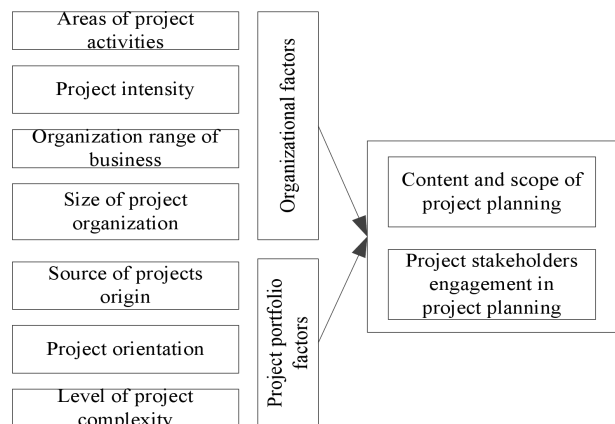 Areas of project
activities
Project intensity
Organization range of
business
Size of project
organization
Organizational factors
Source of projects
origin
Project orientation
Level of project
complexity
Project portfolio
factors
Content and scope of
project planning
Project stakeholders
engagement in
project planning